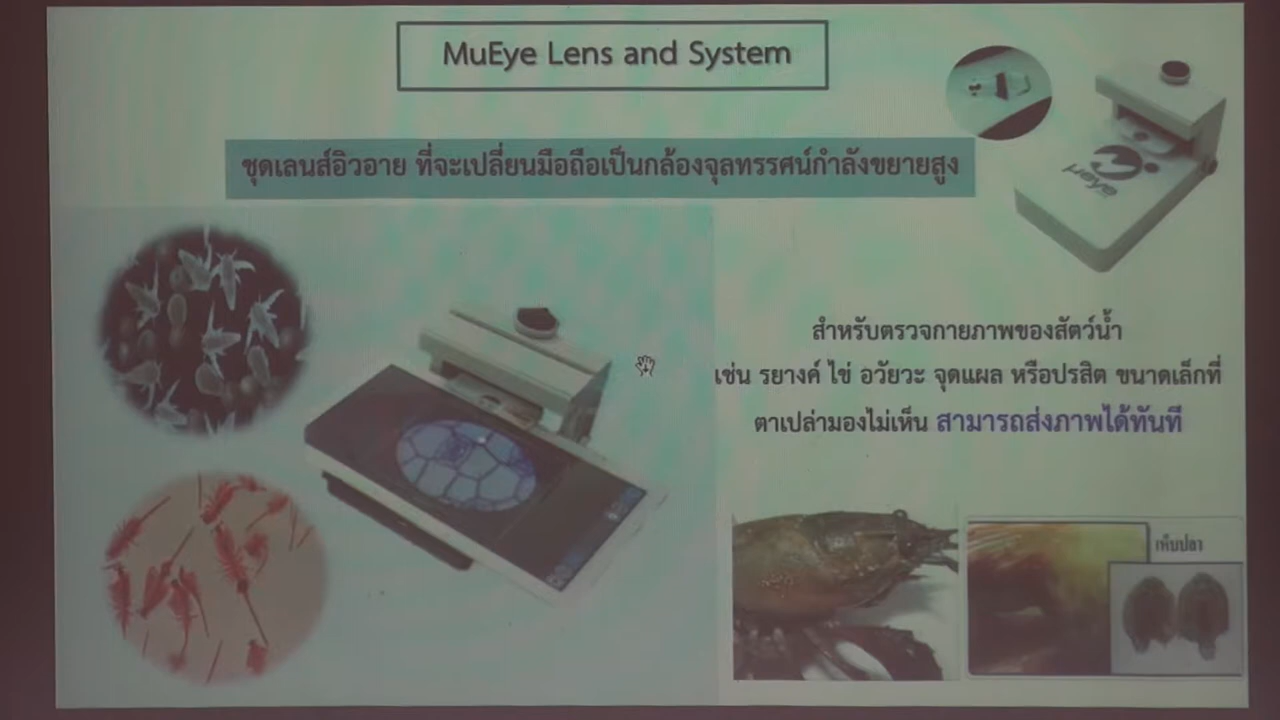 MuEye Lens and System
ชุดเลนส์มิวอาย ที่จะเปลี่ยนมือถือเป็นกล้องจุลทรรศน์กำลังขยายสูง
µeye
สำหรับตรวจกายภาพของสัตว์น้ำ
เช่น รยางค์ ไข่ อวัยวะ จุดแผล หรือปรสิต ขนาดเล็กที่
ตาเปล่ามองไม่เห็น สามารถส่งภาพได้ทันที
เห็บปลา